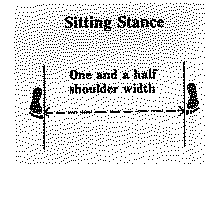 Sitting Stance
One and a half
shoulder width